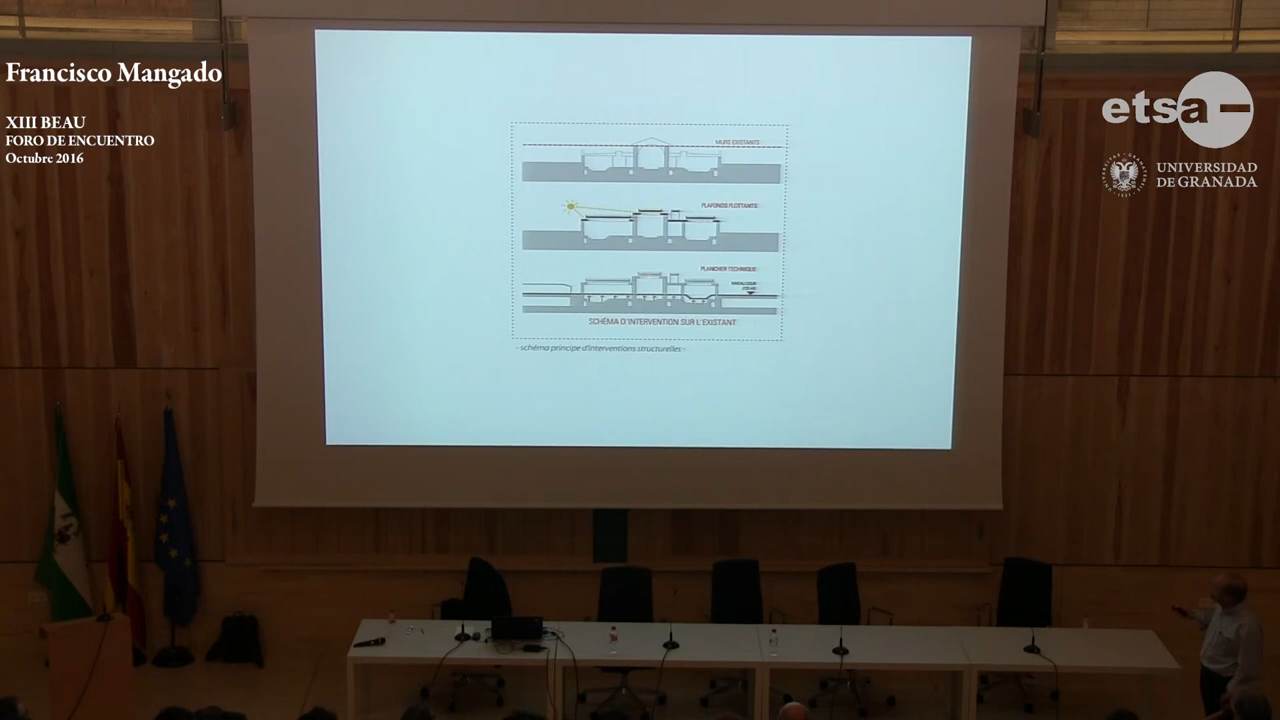 Francisco Mangado
XIII BEAU
FORO DE ENCUENTRO
Octubre 2016
etsa
UNIVERSIDAD
DE GRANADA
MURS EXISTANTS
PLAFONDS FLOTTANTS
PLANCHER TECHNIQUE
SCHÉMA D'INTERVENTION SUR L'EXISTANT
- schéma principe d'interventions structurelles -